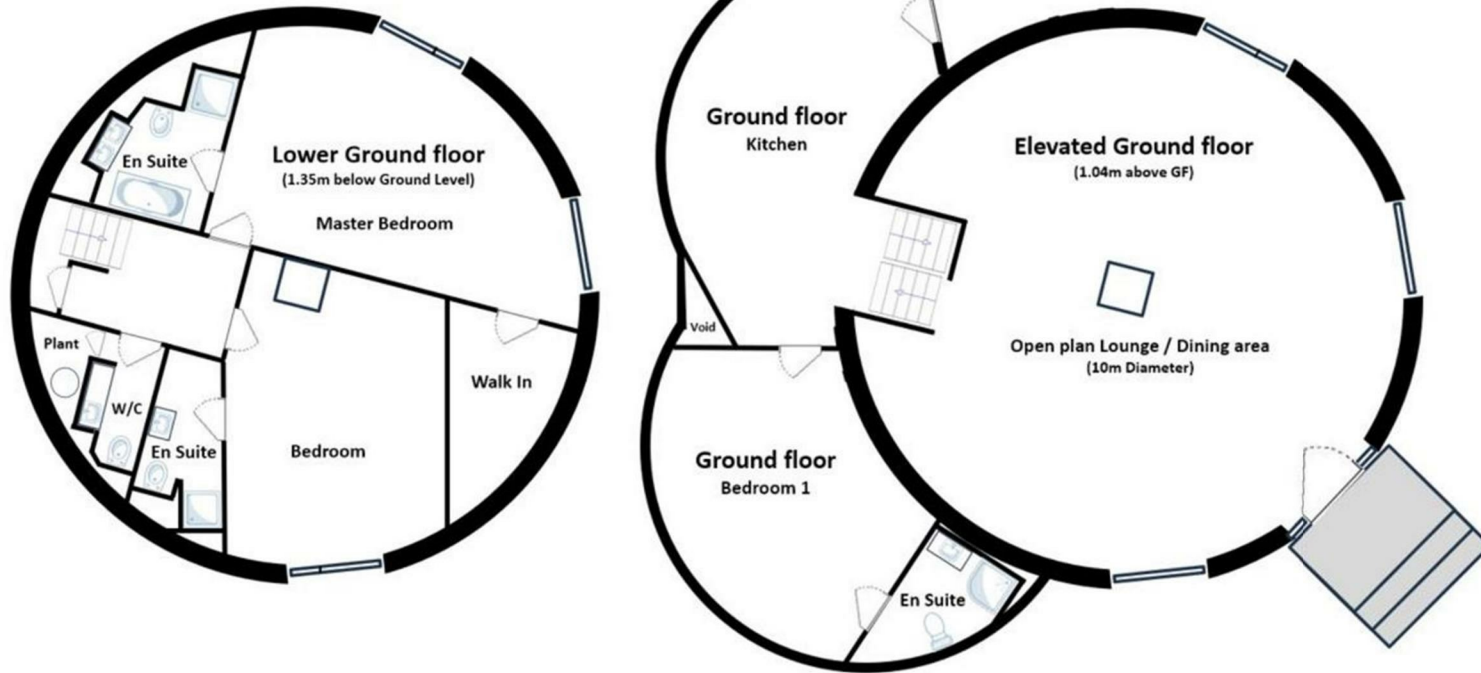 En Suite
Lower Ground floor
(1.35m below Ground Level)
Master Bedroom
Plant
W/C
En Suite
Bedroom
Walk In
Ground floor
Kitchen
Void
Ground floor
Bedroom 1
En Suite
Elevated Ground floor
(1.04m above GF)
Open plan Lounge / Dining area
(10m Diameter)